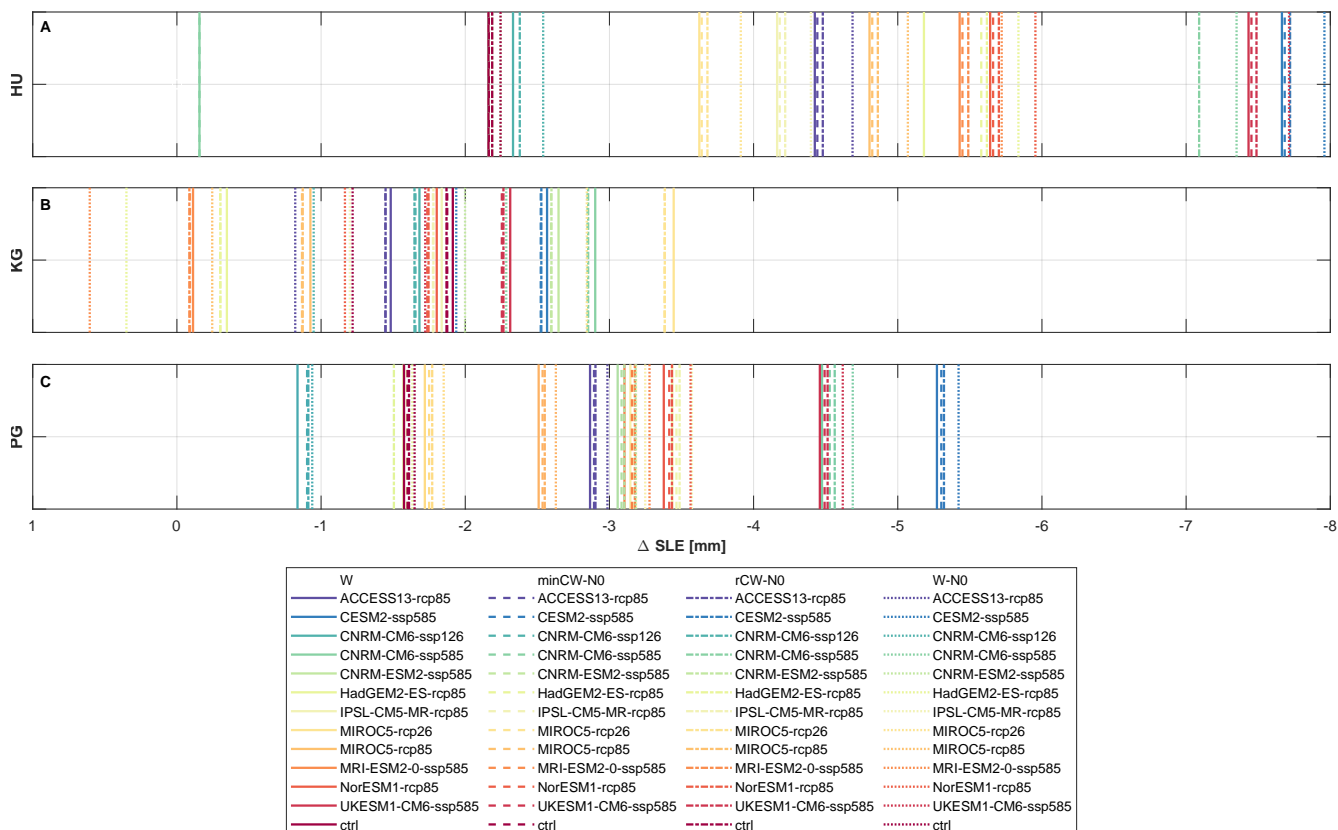 A
HU
B
KG
C
PG
1 0 -1 -2 -3 -4 -5 -6 -7 -8
Δ SLE [mm]
W minCW-N0 rCW-N0 W-N0
ACCESS13-rcp85 ACCESS13-rcp85 ACCESS13-rcp85 ACCESS13-rcp85
CESM2-ssp585 CESM2-ssp585 CESM2-ssp585 CESM2-ssp585
CNRM-CM6-ssp126 CNRM-CM6-ssp126 CNRM-CM6-ssp126 CNRM-CM6-ssp126
CNRM-CM6-ssp585 CNRM-CM6-ssp585 CNRM-CM6-ssp585 CNRM-CM6-ssp585
CNRM-ESM2-ssp585 CNRM-ESM2-ssp585 CNRM-ESM2-ssp585 CNRM-ESM2-ssp585
HadGEM2-ES-rcp85 HadGEM2-ES-rcp85 HadGEM2-ES-rcp85 HadGEM2-ES-rcp85
IPSL-CM5-MR-rcp85 IPSL-CM5-MR-rcp85 IPSL-CM5-MR-rcp85 IPSL-CM5-MR-rcp85
MIROC5-rcp26 MIROC5-rcp26 MIROC5-rcp26 MIROC5-rcp26
MIROC5-rcp85 MIROC5-rcp85 MIROC5-rcp85 MIROC5-rcp85
MRI-ESM2-0-ssp585 MRI-ESM2-0-ssp585 MRI-ESM2-0-ssp585 MRI-ESM2-0-ssp585
NorESM1-rcp85 NorESM1-rcp85 NorESM1-rcp85 NorESM1-rcp85
UKESM1-CM6-ssp585 UKESM1-CM6-ssp585 UKESM1-CM6-ssp585 UKESM1-CM6-ssp585
ctrl ctrl ctrl ctrl